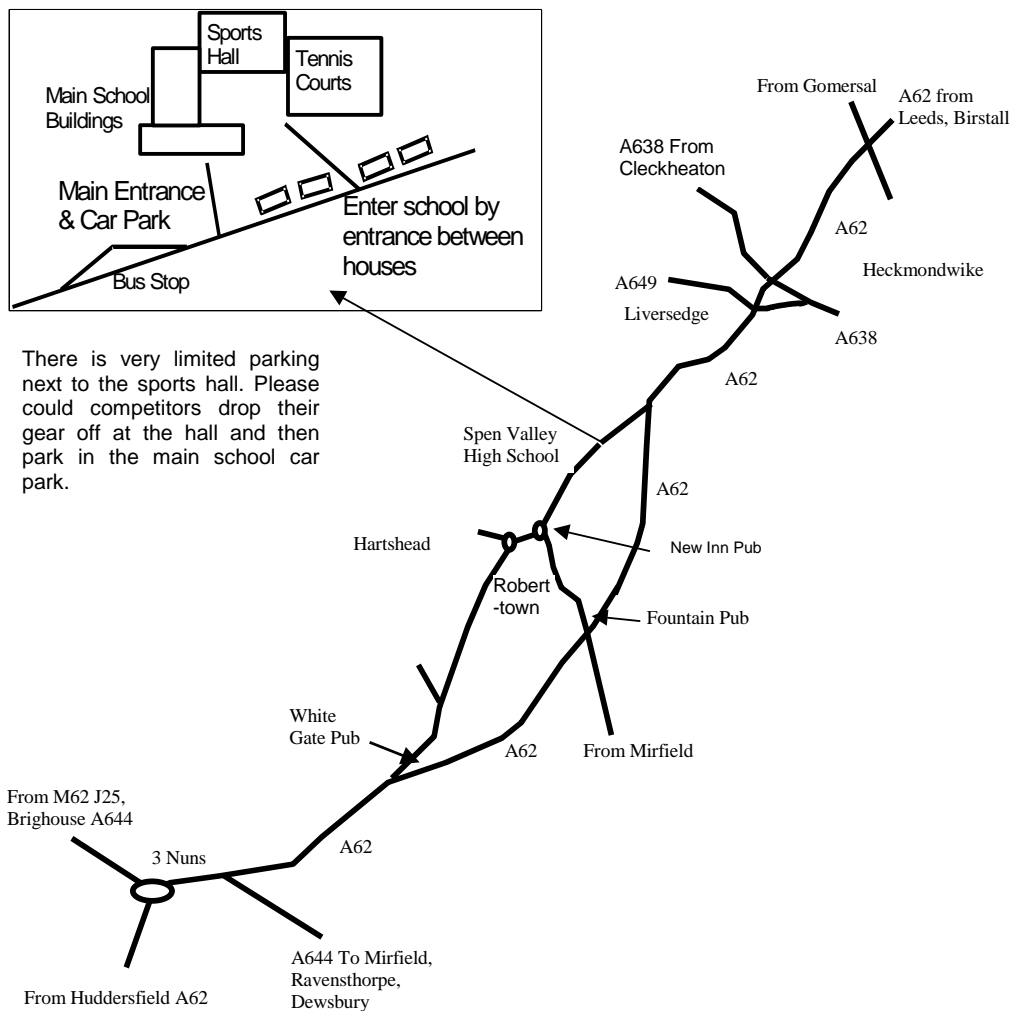 Sports
Hall
Tennis
Courts
Main School
Buildings
Main Entrance
& Car Park
Enter school by
entrance between
houses
Bus Stop
There is very limited parking
next to the sports hall. Please
could competitors drop their
gear off at the hall and then
park in the main school car
park.
From Gomersal
A62 from
Leeds, Birstall
A638 From
Cleckheaton
A62
Heckmondwike
A649
Liversedge
A638
A62
Spen Valley
High School
A62
Hartshead
New Inn Pub
Robert
-town
Fountain Pub
White
Gate Pub
A62
From Mirfield
From M62 J25,
Brighouse A644
A62
3 Nuns
A644 To Mirfield,
Ravensthorpe,
Dewsbury
From Huddersfield A62